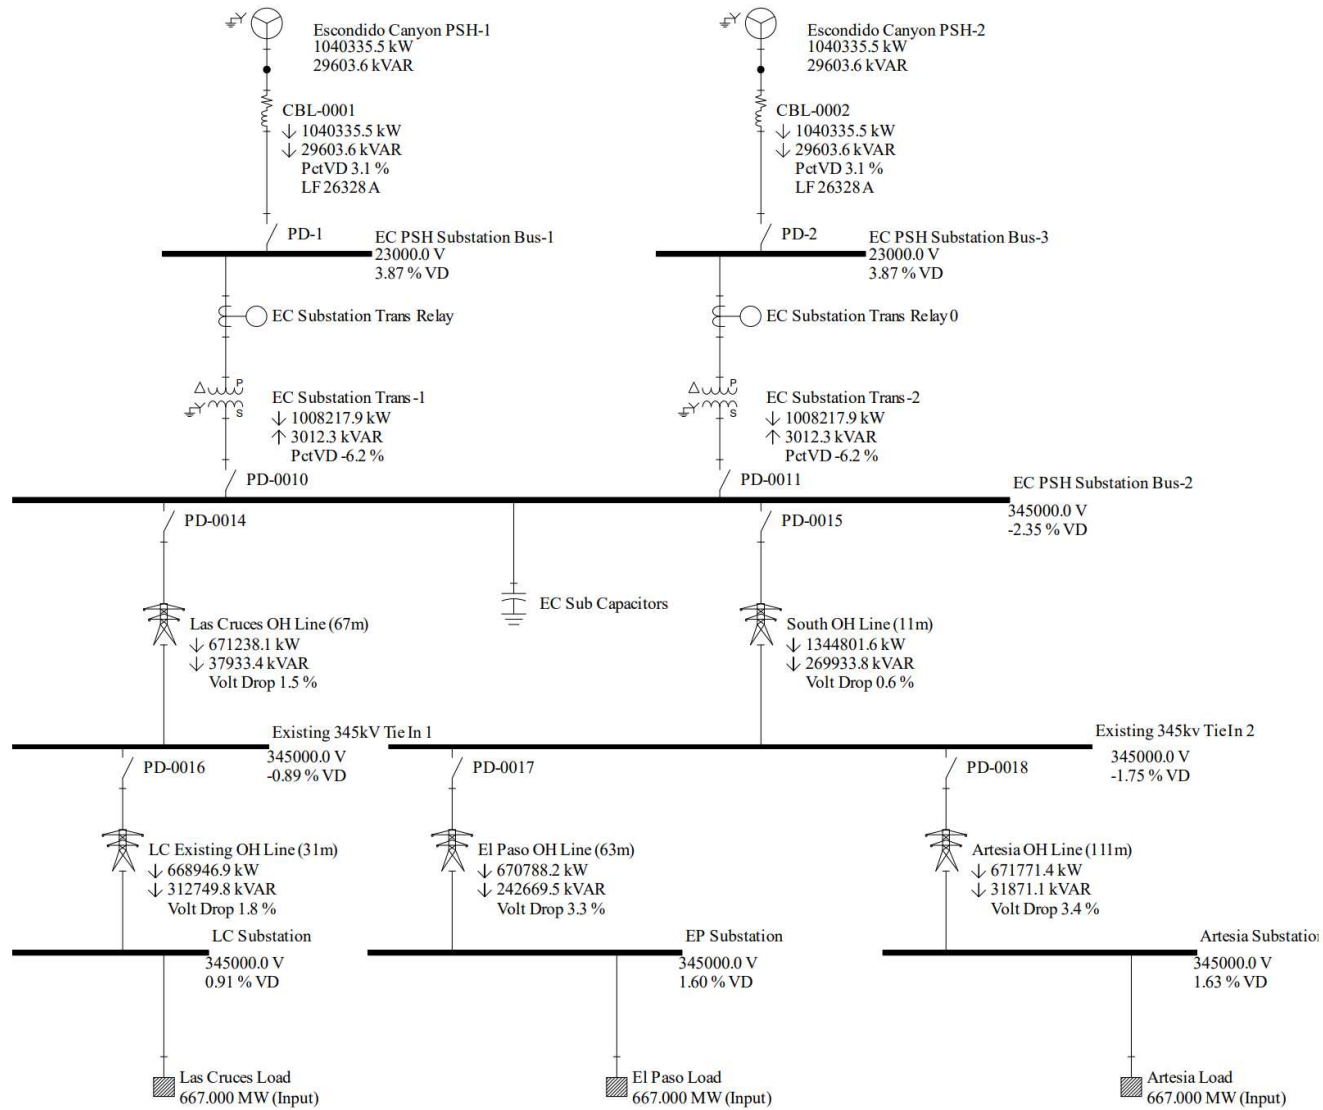 Escondido Canyon PSH-1
1040335.5 kW
29603.6 kVAR
Escondido Canyon PSH-2
1040335.5 kW
29603.6 kVAR
CBL-0001
↓ 1040335.5 kW
↓ 29603.6 kVAR
PctVD 3.1 %
LF 26328 A
CBL-0002
↓ 1040335.5 kW
↓ 29603.6 kVAR
PctVD 3.1 %
LF 26328 A
PD-1
EC PSH Substation Bus-1
23000.0 V
3.87 % VD
PD-2
EC PSH Substation Bus-3
23000.0 V
3.87 % VD
EC Substation Trans Relay
EC Substation Trans Relay0
P
S
EC Substation Trans-1
↓ 1008217.9 kW
↑ 3012.3 kVAR
PctVD -6.2 %
P
S
EC Substation Trans-2
↓ 1008217.9 kW
↑ 3012.3 kVAR
PctVD -6.2 %
PD-0010
PD-0011
EC PSH Substation Bus-2
345000.0 V
-2.35 % VD
PD-0014
PD-0015
EC Sub Capacitors
Las Cruces OH Line (67m)
↓ 671238.1 kW
↓ 37933.4 kVAR
Volt Drop 1.5 %
South OH Line (11m)
↓ 1344801.6 kW
↓ 269933.8 kVAR
Volt Drop 0.6 %
Existing 345kV TieIn 1
345000.0 V
-0.89 % VD
Existing 345kv TieIn 2
345000.0 V
-1.75 % VD
PD-0016
PD-0017
PD-0018
LC Existing OH Line (31m)
↓ 668946.9 kW
↓ 312749.8 kVAR
Volt Drop 1.8 %
El Paso OH Line (63m)
↓ 670788.2 kW
↓ 242669.5 kVAR
Volt Drop 3.3 %
Artesia OH Line (111m)
↓ 671771.4 kW
↓ 31871.1 kVAR
Volt Drop 3.4 %
LC Substation
345000.0 V
0.91 % VD
EP Substation
345000.0 V
1.60 % VD
Artesia Substation
345000.0 V
1.63 % VD
Las Cruces Load
667.000 MW (Input)
El Paso Load
667.000 MW (Input)
Artesia Load
667.000 MW (Input)